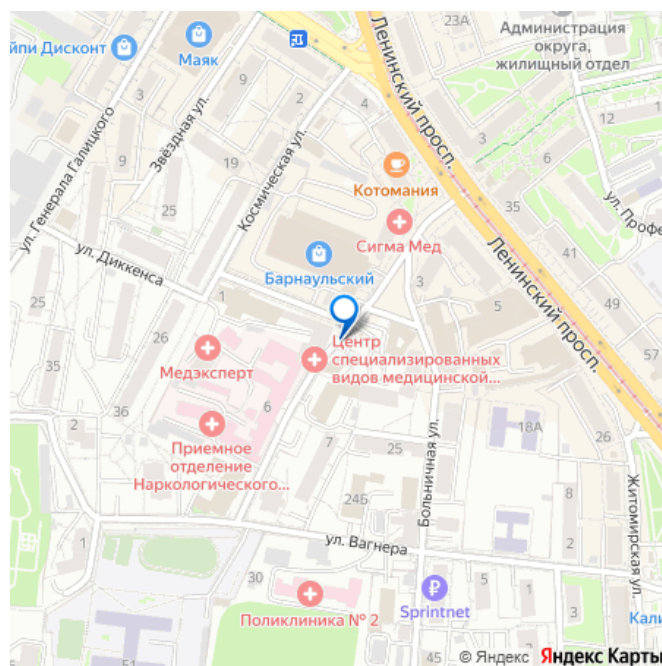 23А
Администрация
округа,
жилищный отдел
йпи Дисконт
Маяк
Ленинский просп.
3
2
4
3
6
12
ул. Генерала Галицкого
Звёздная ул.
9
9
19
Космическая ул.
Котомания
35
ул. Профе
25
Сигма Мед
41
ул. Диккенса
Барнаульский
3
Ленинский просп.
49
25
1
5
57
26
Центр
специализированных
видов медицинской...
Медэксперт
35
36
6
Приемное
отделение
Наркологического...
7
25
Больничная ул.
18А
26
2
24Б
8
Житомирская ул.
ул. Вагнера
2
30
5
1
Поликлиника № 2
Sprintnet
Кали
51
© Яндекс Яндекс Карты